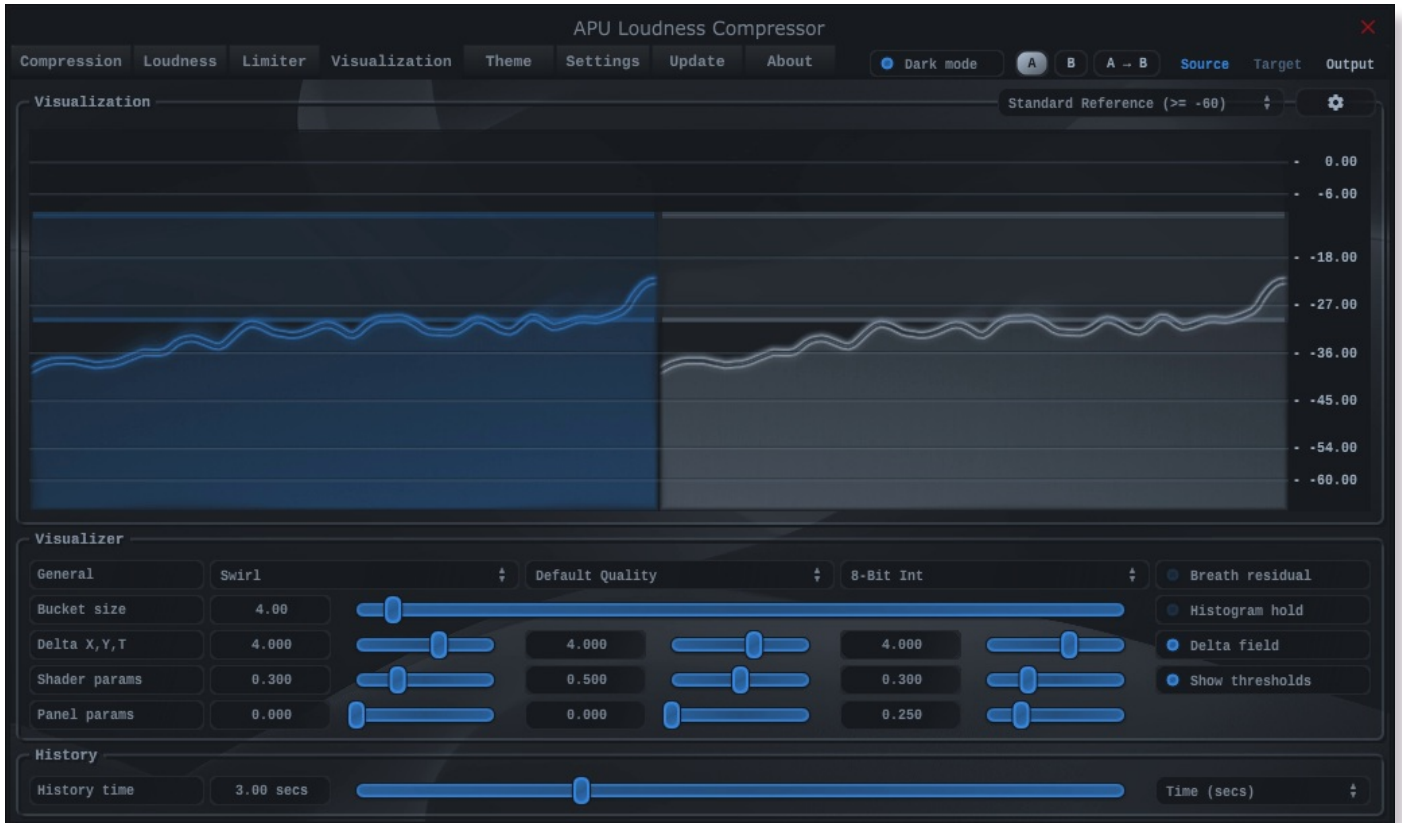 APU Loudness Compressor
Compression Loudness Limiter Visualization Theme Settings Update About Dark mode A B A → B Source Target Output
Visualization Standard Reference (>= -60)
- 0.00
- -6.00
- -18.00
- -27.00
- -36.00
- -45.00
- -54.00
- -60.00
Visualizer
General Swirl Default Quality 8-Bit Int Breath residual
Bucket size 4.00 Histogram hold
Delta X,Y,T 4.000 4.000 4.000 Delta field
Shader params 0.300 0.500 0.300 Show thresholds
Panel params 0.000 0.000 0.250
History
History time 3.00 secs Time (secs)